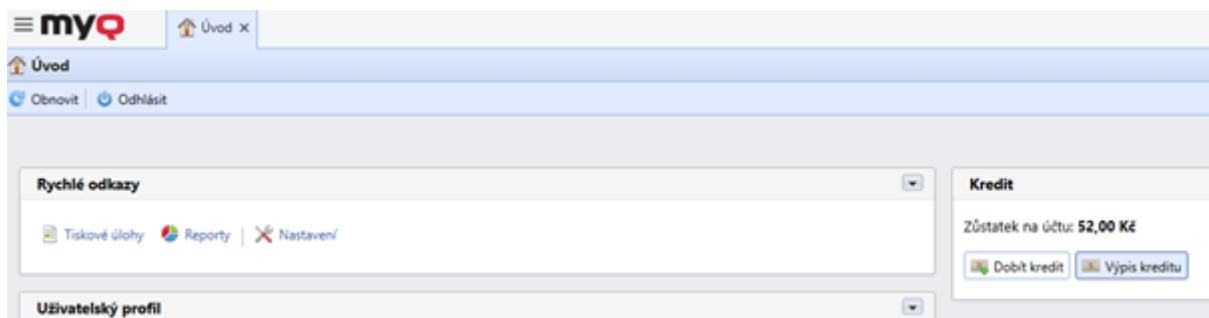 myQ
Úvod x
Úvod
Obnovit Odhlásit
Rychlé odkazy
Tiskové úlohy Reporty | Nastavení
Uživatelský profil
Kredit
Zůstatek na účtu: 52,00 Kč
Dobít kredit Výpis kreditu